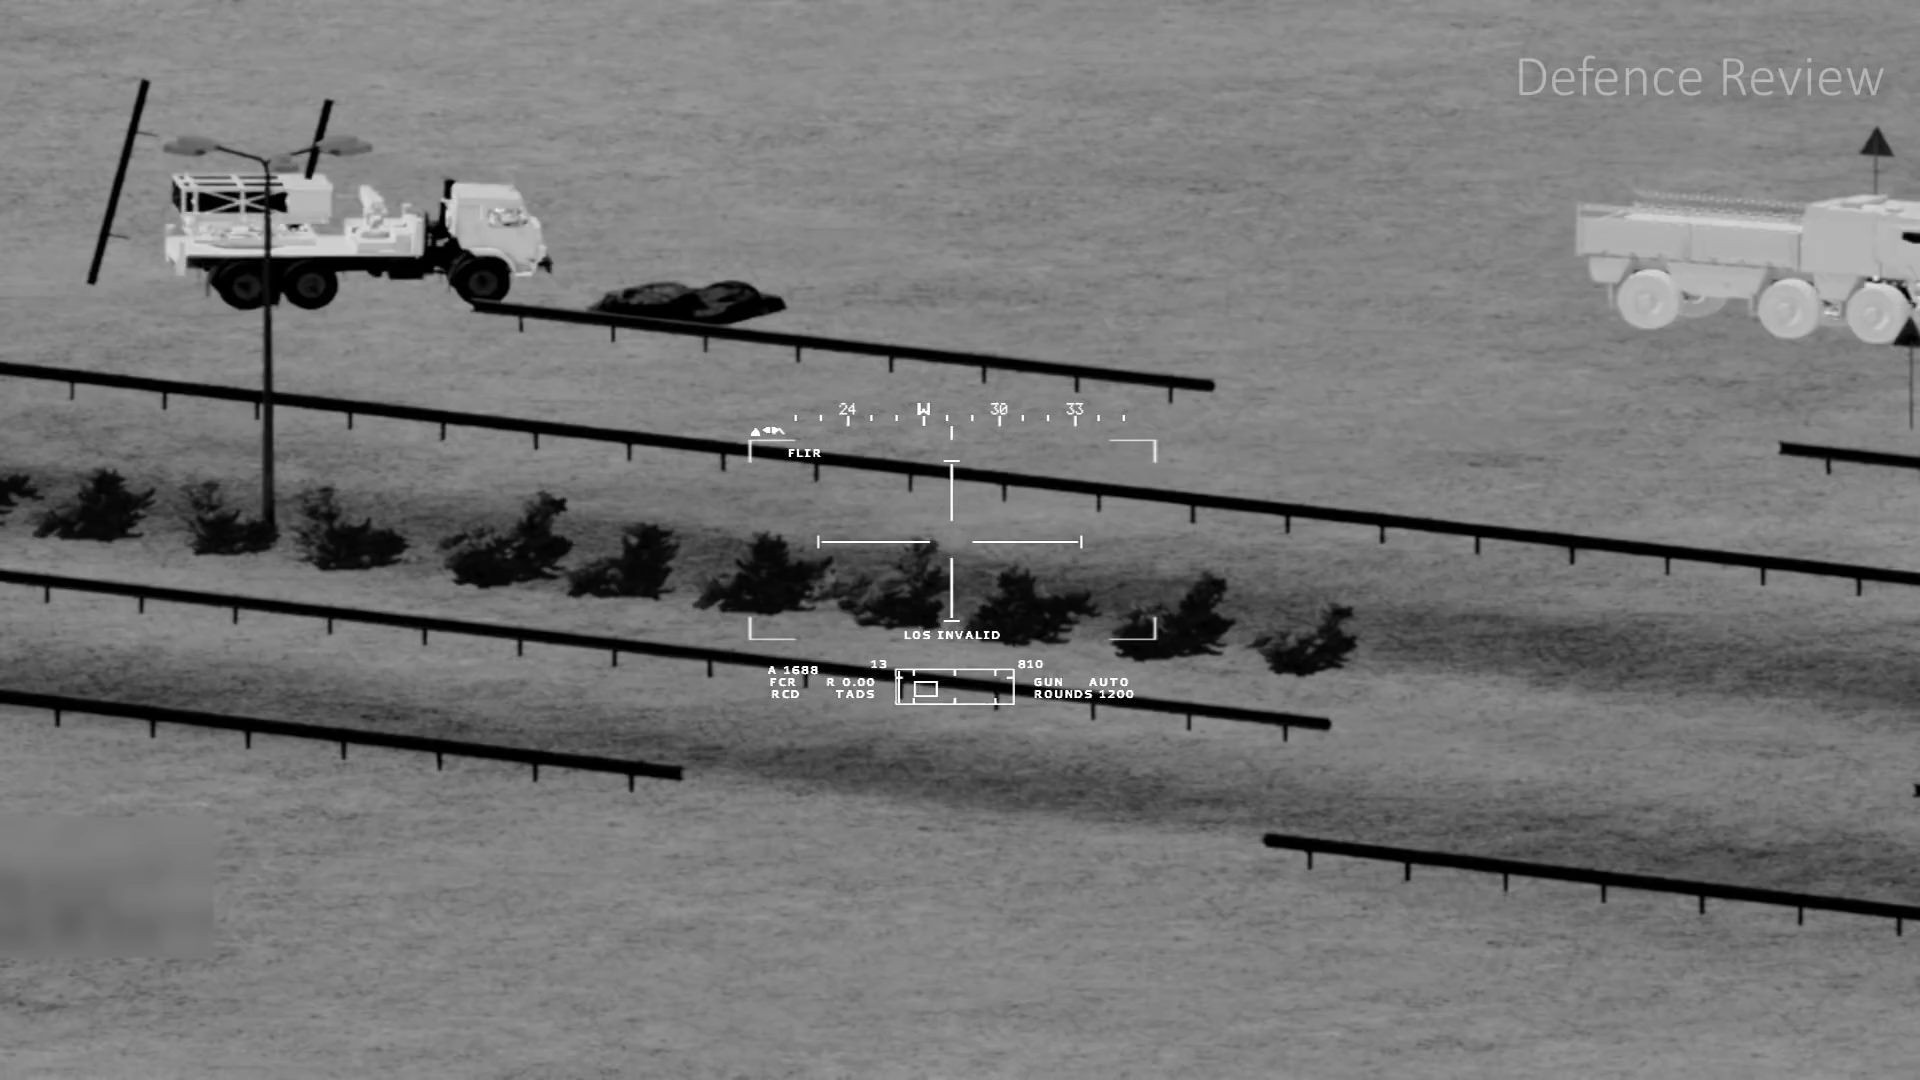 Defence Review
24 W 30 33
FLIR
LOS INVALID
13 810
A 1688
FCR R 0.00 GUN AUTO
RCD TADS ROUNDS 1200